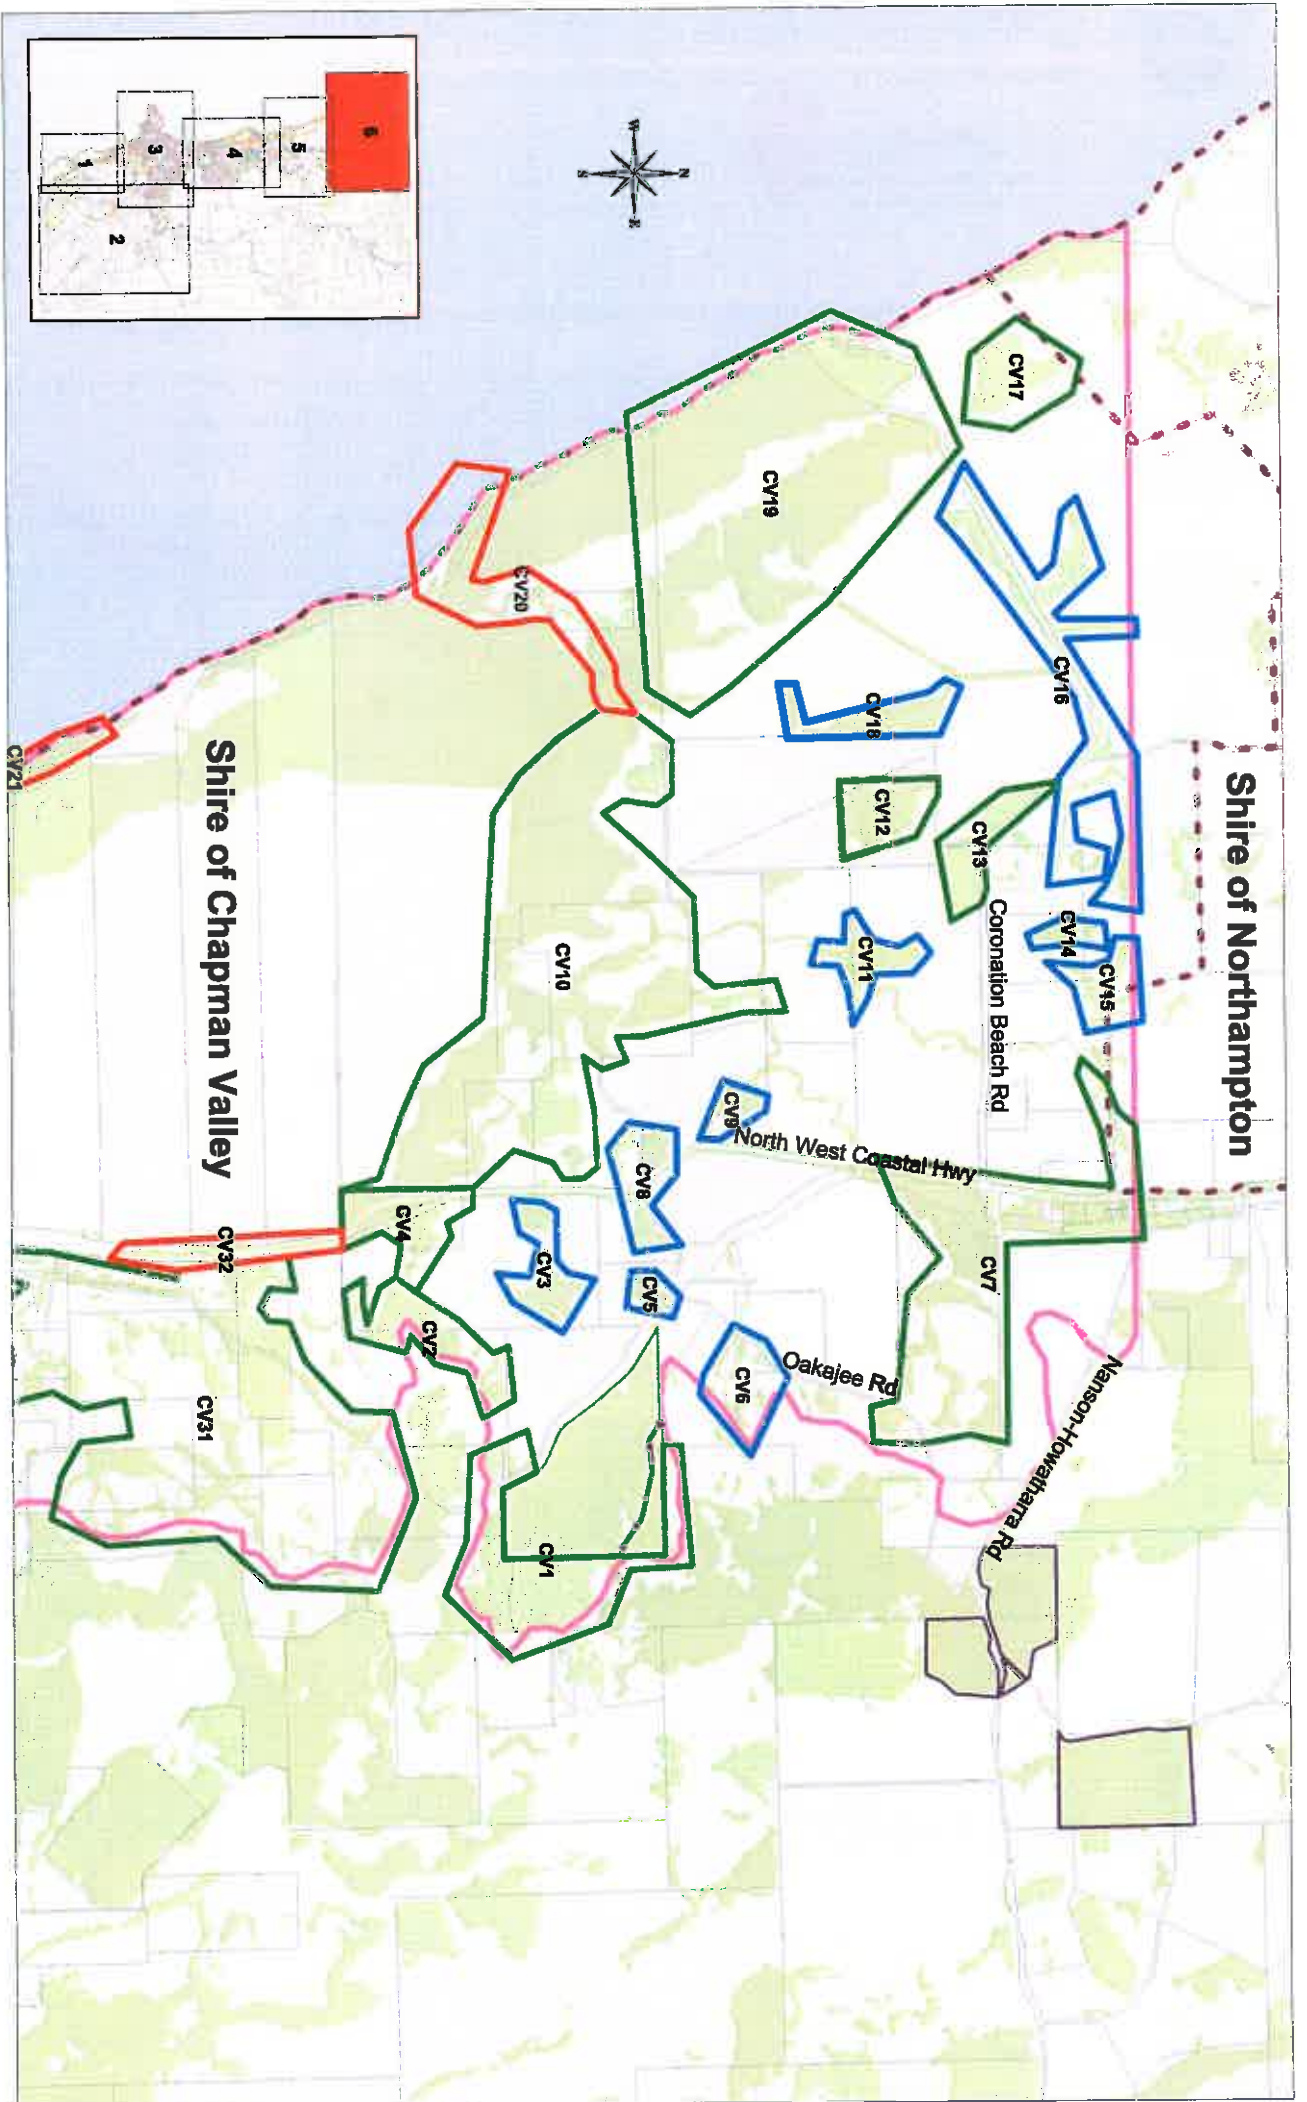 Shire of Northampton
Nanson-Howatharra Rd
CV17
CV16
CV14
CV15
CV13
Coronation Beach Rd
CV7
CV12
CV18
CV11
CV19
North West Coastal Hwy
Oakajee Rd
CV9
CV6
CV8
CV5
CV10
CV3
CV1
CV20
CV4
CV2
Shire of Chapman Valley
CV32
CV31
CV21
N
W
E
S
6
5
4
3
1
2